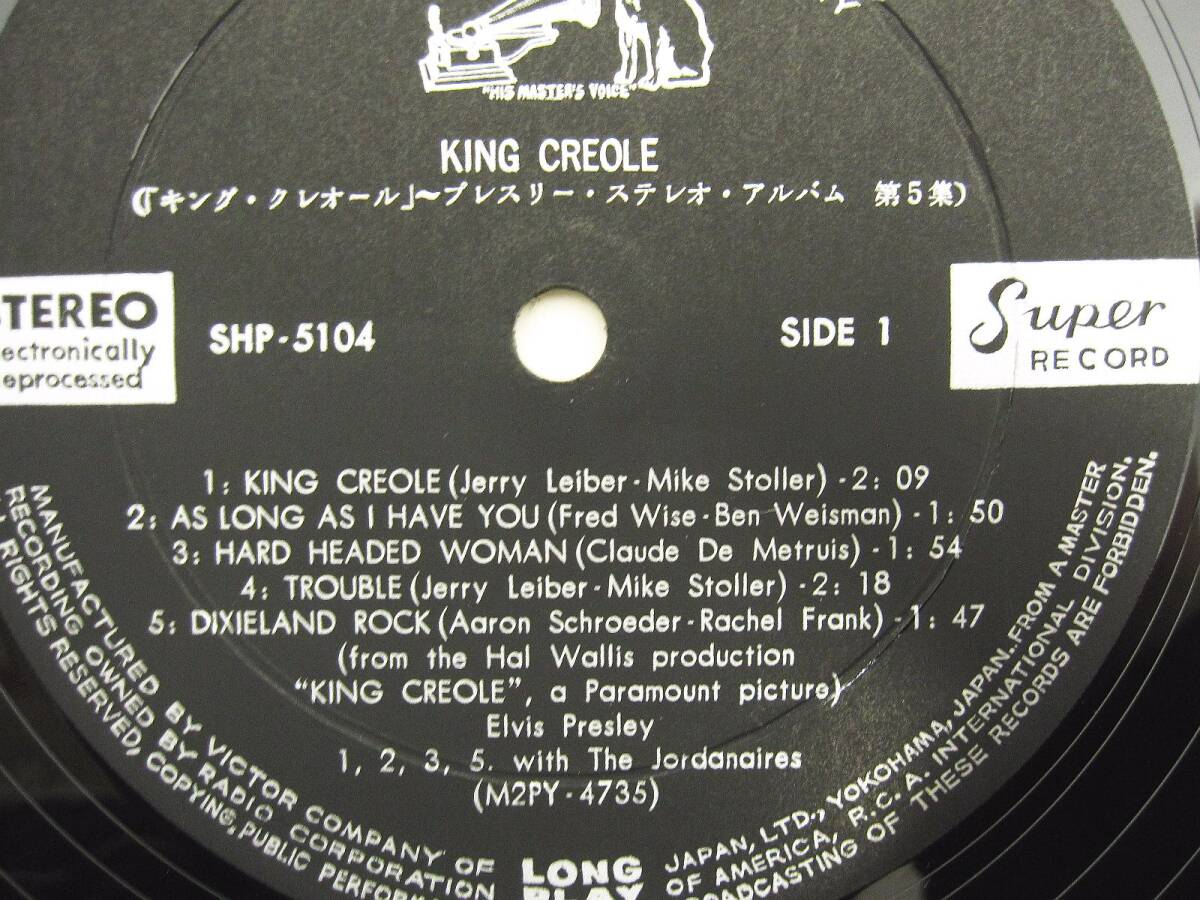 "HIS MASTER'S VOICE"
KING CREOLE
(「キング・クレオール」〜プレスリー・ステレオ・アルバム 第5集)
STEREO
SHP-5104
SIDE 1
Super
RECORD
1: KING CREOLE (Jerry Leiber-Mike Stoller) -2: 09
2: AS LONG AS I HAVE YOU (Fred Wise-Ben Weisman) -1: 50
3: HARD HEADED WOMAN (Claude De Metruis) -1: 54
4: TROUBLE (Jerry Leiber-Mike Stoller) -2: 18
5: DIXIELAND ROCK (Aaron Schroeder-Rachel Frank) -1: 47
(from the Hal Wallis production
"KING CREOLE", a Paramount picture)
Elvis Presley
1, 2, 3, 5. with The Jordanaires
(M2PY-4735)
MANUFACTURED BY VICTOR COMPANY OF JAPAN, LTD., YOKOHAMA, JAPAN. FROM A MASTER
RECORDING OWNED BY RADIO CORPORATION OF AMERICA, R.C.A. INTERNATIONAL DIVISION.
RIGHTS RESERVED, COPYING, PUBLIC BROADCASTING OF THESE RECORDS ARE FORBIDDEN.
LONG
PLAY